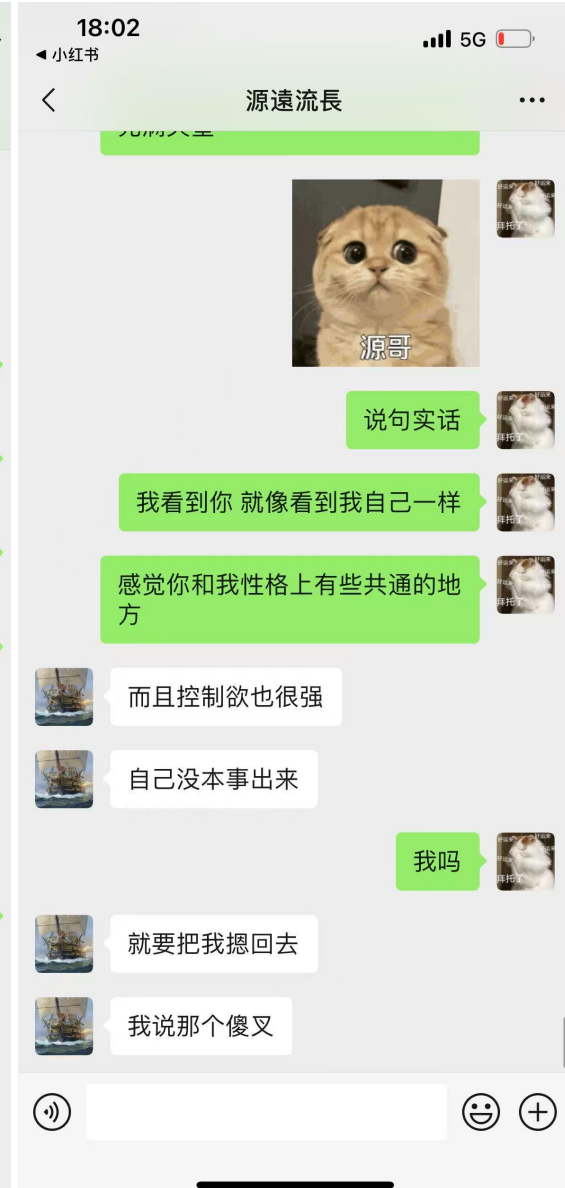 18:02
5G
小红书
源遠流長
源哥
说句实话
我看到你 就像看到我自己一样
感觉你和我性格上有些共通的地
方
而且控制欲也很强
自己没本事出来
我吗
就要把我摁回去
我说那个傻叉